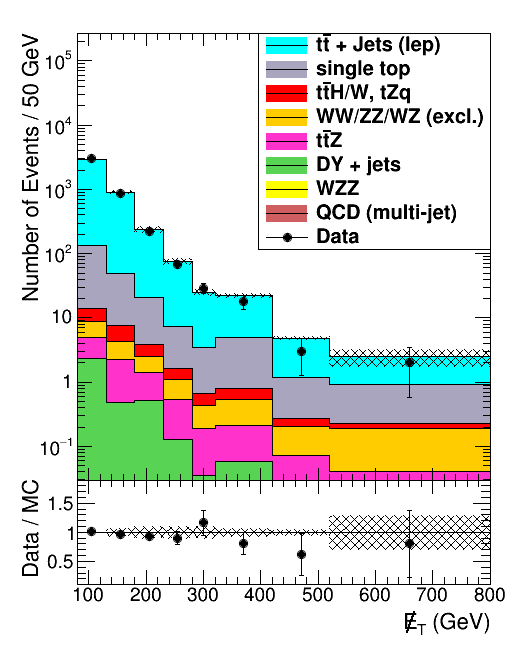 Number of Events / 50 GeV
10⁵
10⁴
10³
10²
10
1
10⁻¹
tt̄ + Jets (lep)
single top
tt̄H/W, tZq
WW/ZZ/WZ (excl.)
tt̄Z
DY + jets
WZZ
QCD (multi-jet)
Data
Data / MC
1.5
1
0.5
100 200 300 400 500 600 700 800
E̸_T (GeV)